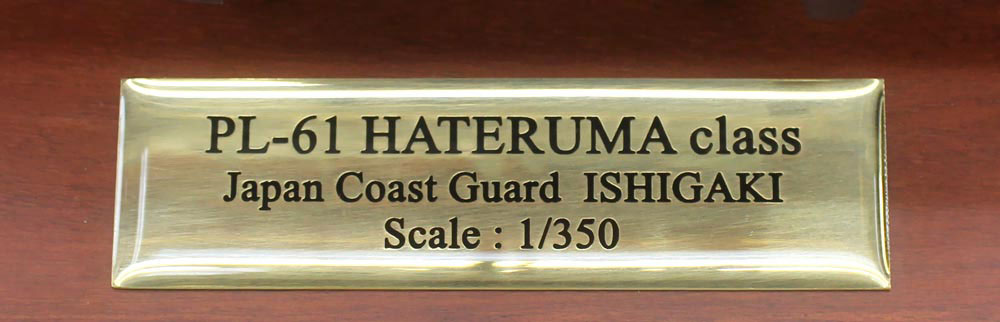 PL-61 HATERUMA class
Japan Coast Guard ISHIGAKI
Scale : 1/350